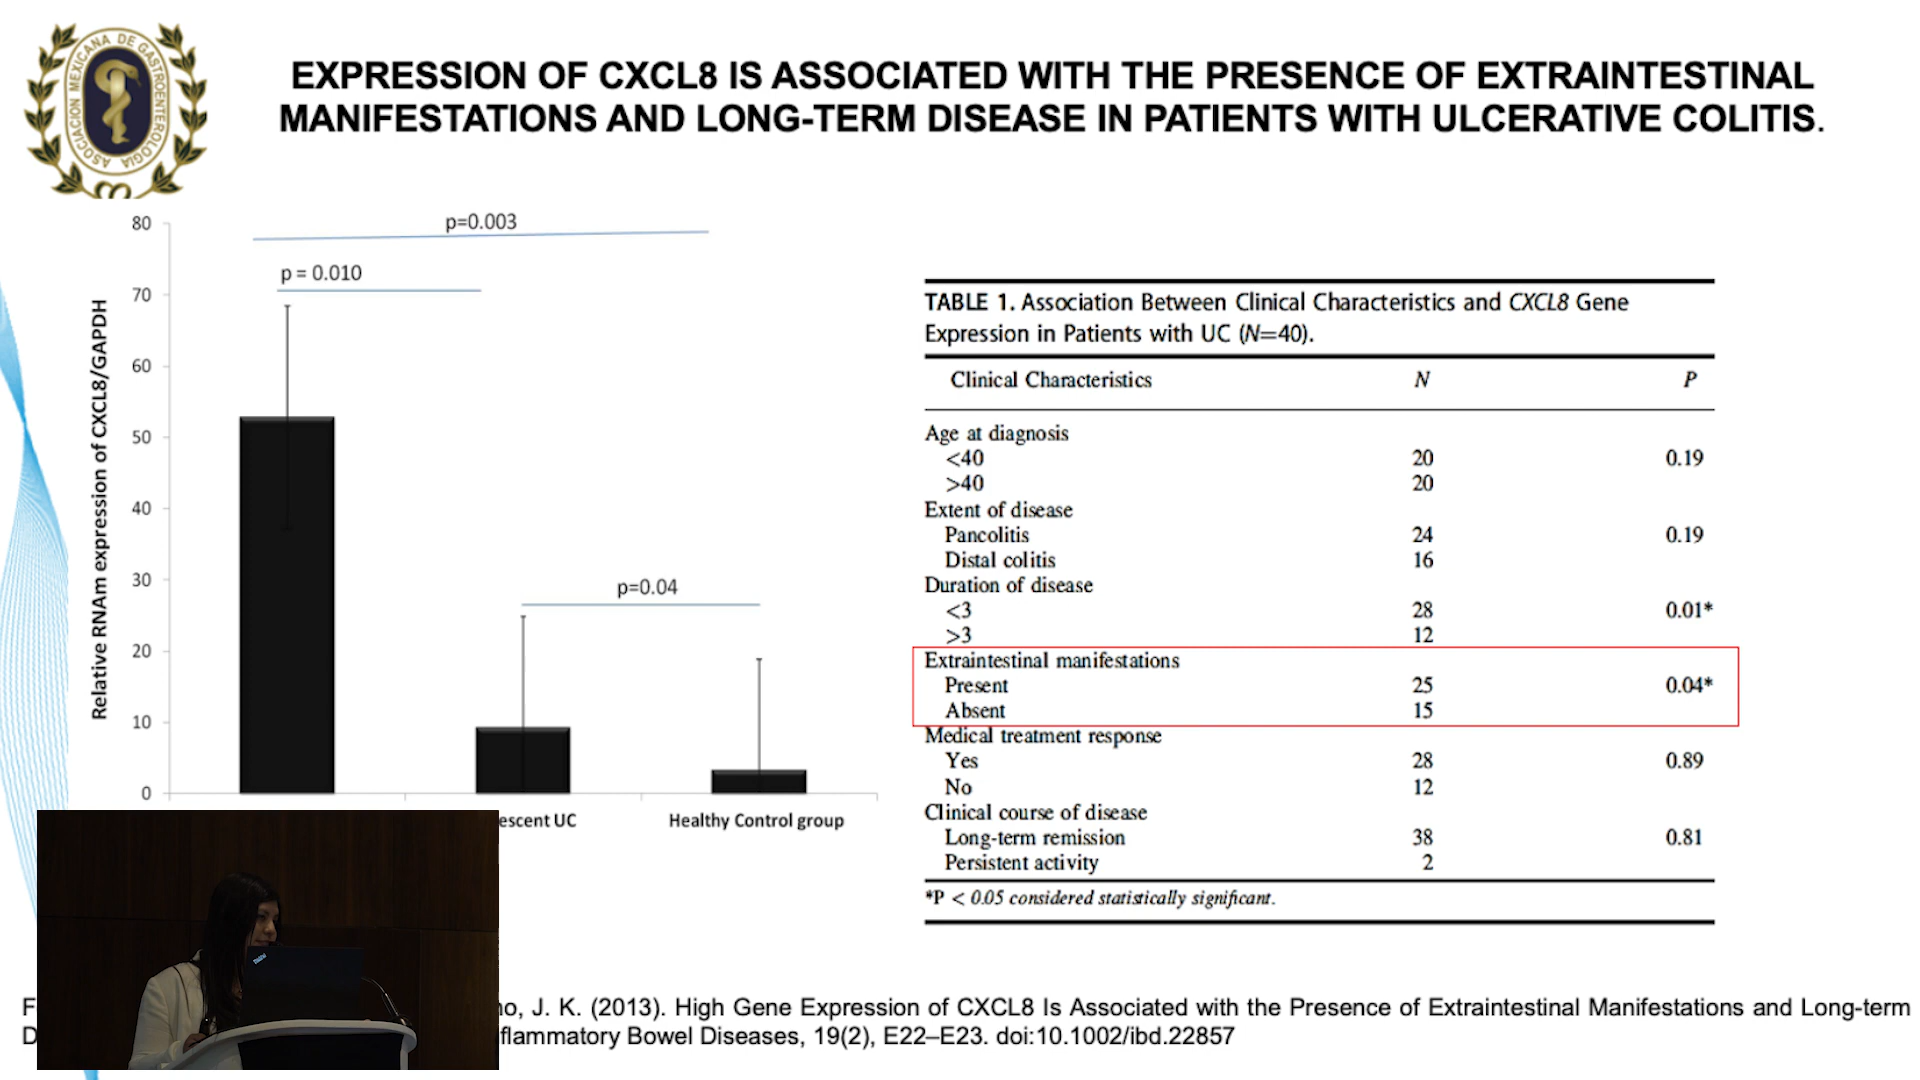 ASOCIACION MEXICANA DE GASTROENTEROLOGIA
EXPRESSION OF CXCL8 IS ASSOCIATED WITH THE PRESENCE OF EXTRAINTESTINAL
MANIFESTATIONS AND LONG-TERM DISEASE IN PATIENTS WITH ULCERATIVE COLITIS.
p=0.003
p = 0.010
p=0.04
Relative RNAm expression of CXCL8/GAPDH
80
70
60
50
40
30
20
10
0
escent UC
Healthy Control group
TABLE 1. Association Between Clinical Characteristics and CXCL8 Gene
Expression in Patients with UC (N=40).
Clinical Characteristics N P
Age at diagnosis
<40 20 0.19
>40 20
Extent of disease
Pancolitis 24 0.19
Distal colitis 16
Duration of disease
<3 28 0.01*
>3 12
Extraintestinal manifestations
Present 25 0.04*
Absent 15
Medical treatment response
Yes 28 0.89
No 12
Clinical course of disease
Long-term remission 38 0.81
Persistent activity 2
*P < 0.05 considered statistically significant.
F no, J. K. (2013). High Gene Expression of CXCL8 Is Associated with the Presence of Extraintestinal Manifestations and Long-term
D flammatory Bowel Diseases, 19(2), E22–E23. doi:10.1002/ibd.22857